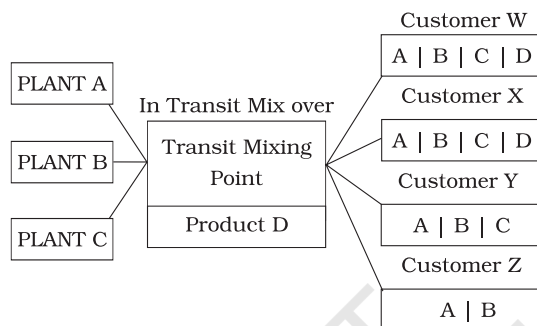 PLANT A
PLANT B
PLANT C
In Transit Mix over
Transit Mixing
Point
Product D
Customer W
A | B | C | D
Customer X
A | B | C | D
Customer Y
A | B | C
Customer Z
A | B